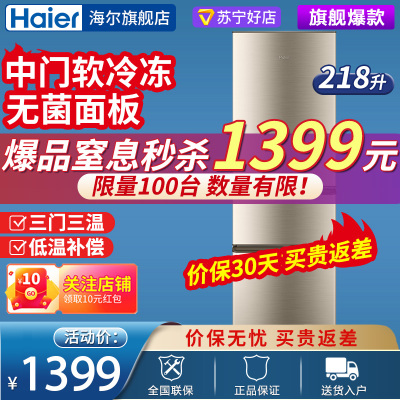 Haier 海尔旗舰店 苏宁好店 旗舰爆款
中门软冷冻
无菌面板
218升
爆品窒息秒杀1399元
限量100台 数量有限!
三门三温
低温补偿
价保30天 买贵返差
¥10
GO
关注店铺
领取10元红包
活动价:
¥1399
价保无忧 买贵返差
全国联保 正品保证 送货入户